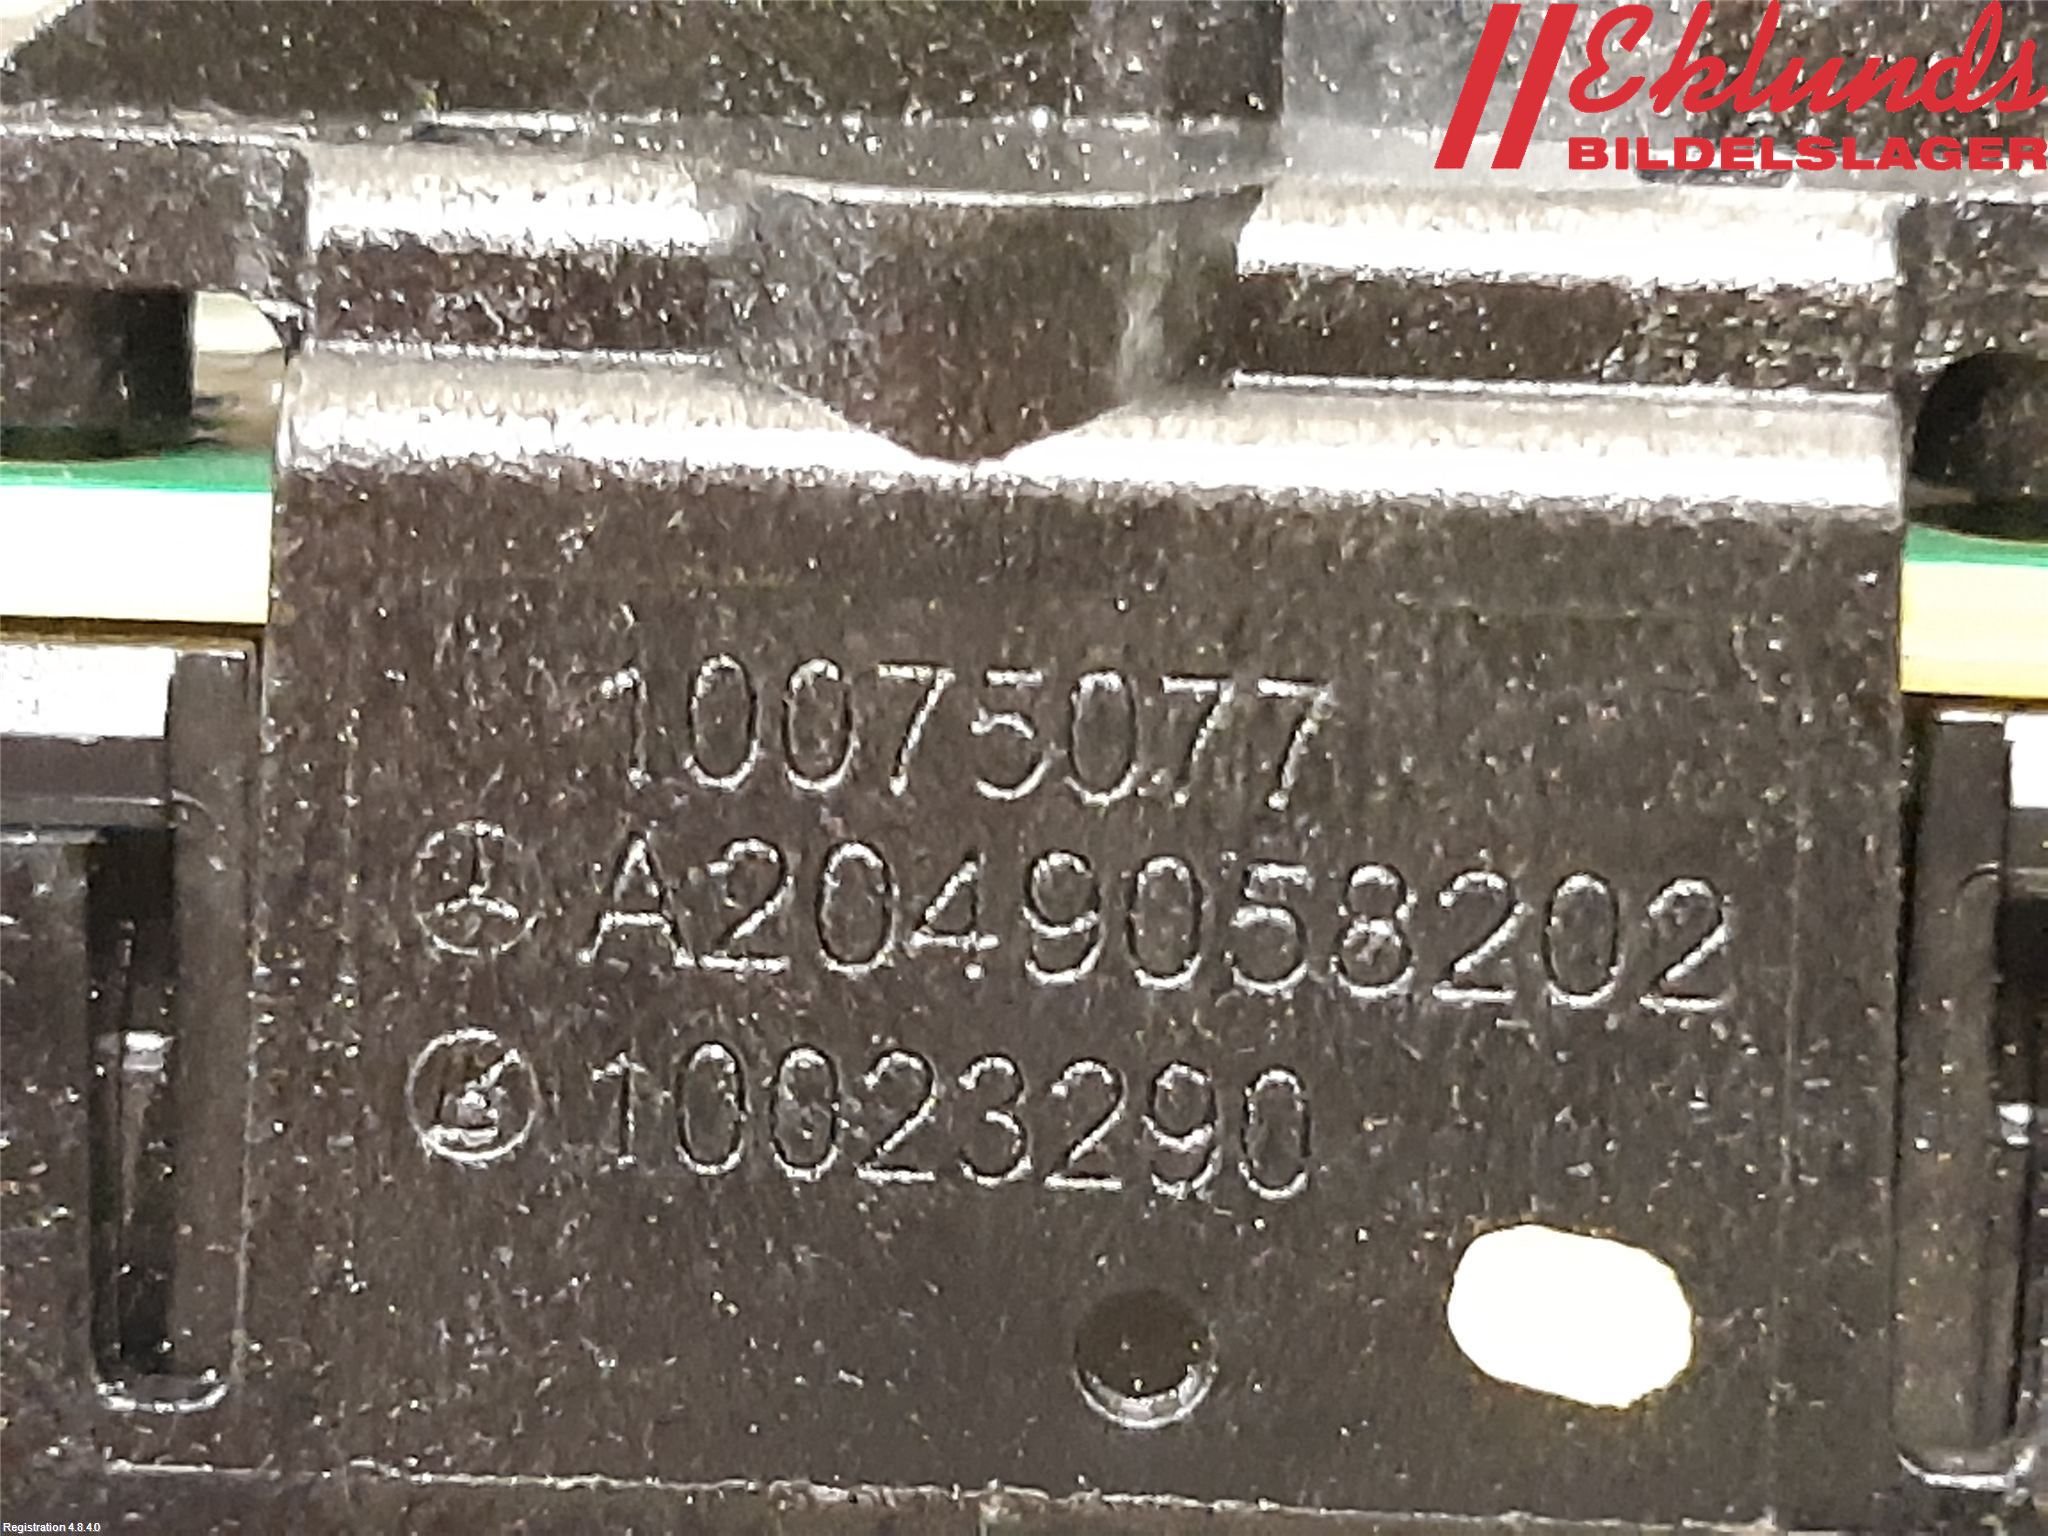 Eklunds
BILDELSLAGER
10075077
A2049058202
10023290
Registration 4.8.4.0